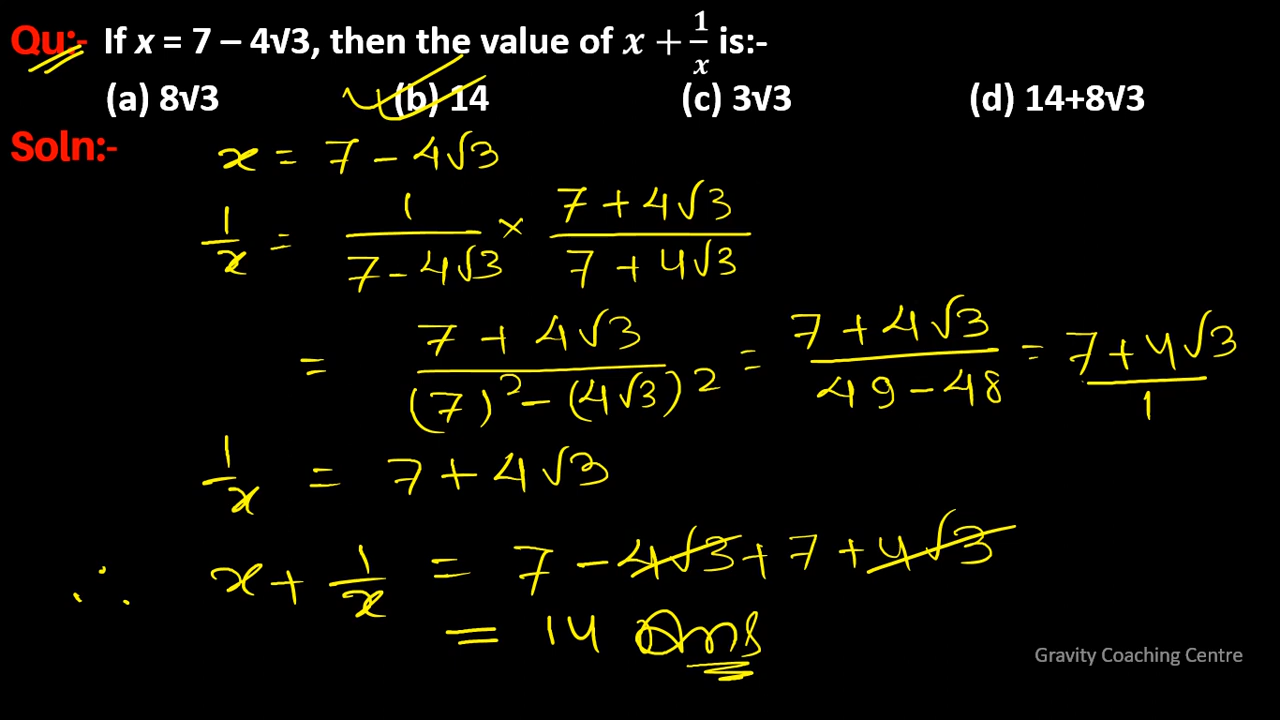 Qu:- If x = 7 – 4√3, then the value of x + 1/x is:-
(a) 8√3 (b) 14 (c) 3√3 (d) 14+8√3
Soln:- x = 7 - 4√3
1/x = 1/(7 - 4√3) × (7 + 4√3)/(7 + 4√3)
= (7 + 4√3)/((7)² - (4√3)²) = (7 + 4√3)/(49 - 48) = (7 + 4√3)/1
1/x = 7 + 4√3
∴ x + 1/x = 7 - 4√3 + 7 + 4√3
= 14 Ans
Gravity Coaching Centre